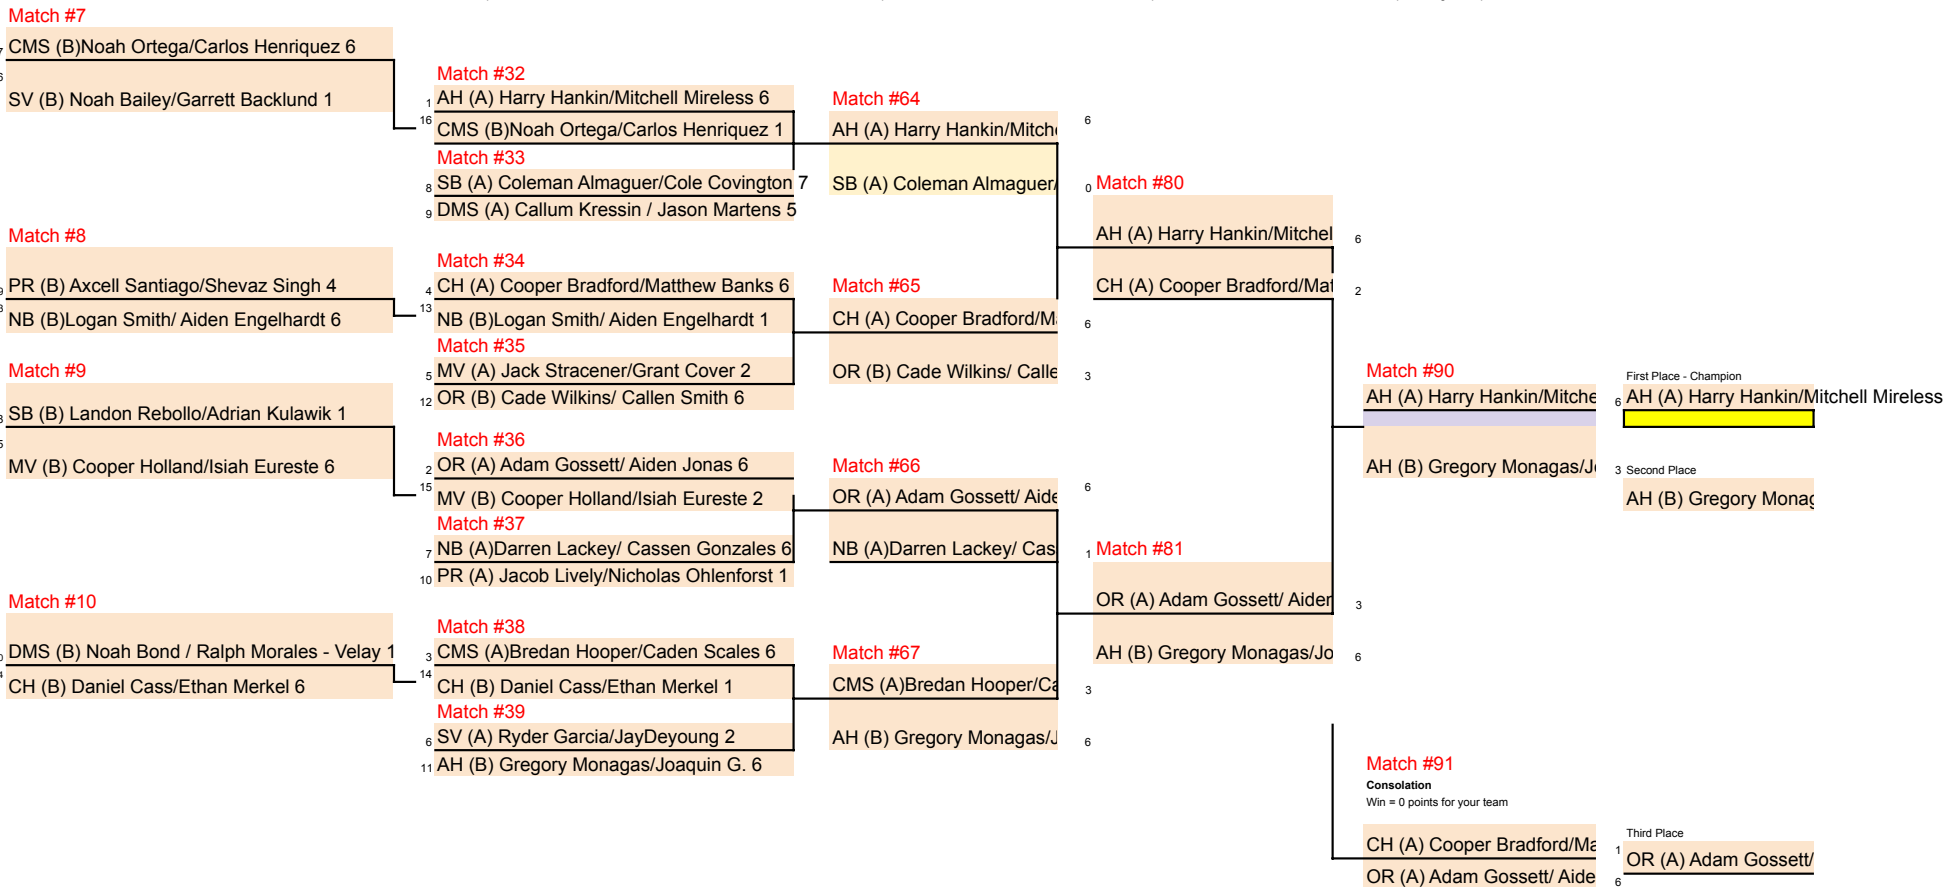 Match #7
CMS (B)Noah Ortega/Carlos Henriquez 6
SV (B) Noah Bailey/Garrett Backlund 1
Match #8
PR (B) Axcell Santiago/Shevaz Singh 4
NB (B)Logan Smith/ Aiden Engelhardt 6
Match #9
SB (B) Landon Rebollo/Adrian Kulawik 1
MV (B) Cooper Holland/Isiah Eureste 6
Match #10
DMS (B) Noah Bond / Ralph Morales - Velay 1
CH (B) Daniel Cass/Ethan Merkel 6
Match #32
1 AH (A) Harry Hankin/Mitchell Mireless 6
16 CMS (B)Noah Ortega/Carlos Henriquez 1
Match #33
8 SB (A) Coleman Almaguer/Cole Covington 7
9 DMS (A) Callum Kressin / Jason Martens 5
Match #34
4 CH (A) Cooper Bradford/Matthew Banks 6
13 NB (B)Logan Smith/ Aiden Engelhardt 1
Match #35
5 MV (A) Jack Stracener/Grant Cover 2
12 OR (B) Cade Wilkins/ Callen Smith 6
Match #36
2 OR (A) Adam Gossett/ Aiden Jonas 6
15 MV (B) Cooper Holland/Isiah Eureste 2
Match #37
7 NB (A)Darren Lackey/ Cassen Gonzales 6
10 PR (A) Jacob Lively/Nicholas Ohlenforst 1
Match #38
3 CMS (A)Bredan Hooper/Caden Scales 6
14 CH (B) Daniel Cass/Ethan Merkel 1
Match #39
6 SV (A) Ryder Garcia/JayDeyoung 2
11 AH (B) Gregory Monagas/Joaquin G. 6
Match #64
AH (A) Harry Hankin/Mitche 6
SB (A) Coleman Almaguer/ 0
Match #65
CH (A) Cooper Bradford/Ma 6
OR (B) Cade Wilkins/ Calle 3
Match #66
OR (A) Adam Gossett/ Aide 6
NB (A)Darren Lackey/ Cas 1
Match #67
CMS (A)Bredan Hooper/Ca 3
AH (B) Gregory Monagas/J 6
Match #80
AH (A) Harry Hankin/Mitchel 6
CH (A) Cooper Bradford/Mat 2
Match #81
OR (A) Adam Gossett/ Aiden 3
AH (B) Gregory Monagas/Jo 6
Match #90
AH (A) Harry Hankin/Mitche 6
AH (B) Gregory Monagas/Jo 3
First Place - Champion
AH (A) Harry Hankin/Mitchell Mireless
Second Place
AH (B) Gregory Monag
Match #91
Consolation
Win = 0 points for your team
CH (A) Cooper Bradford/Ma 1
OR (A) Adam Gossett/ Aide 6
Third Place
OR (A) Adam Gossett/